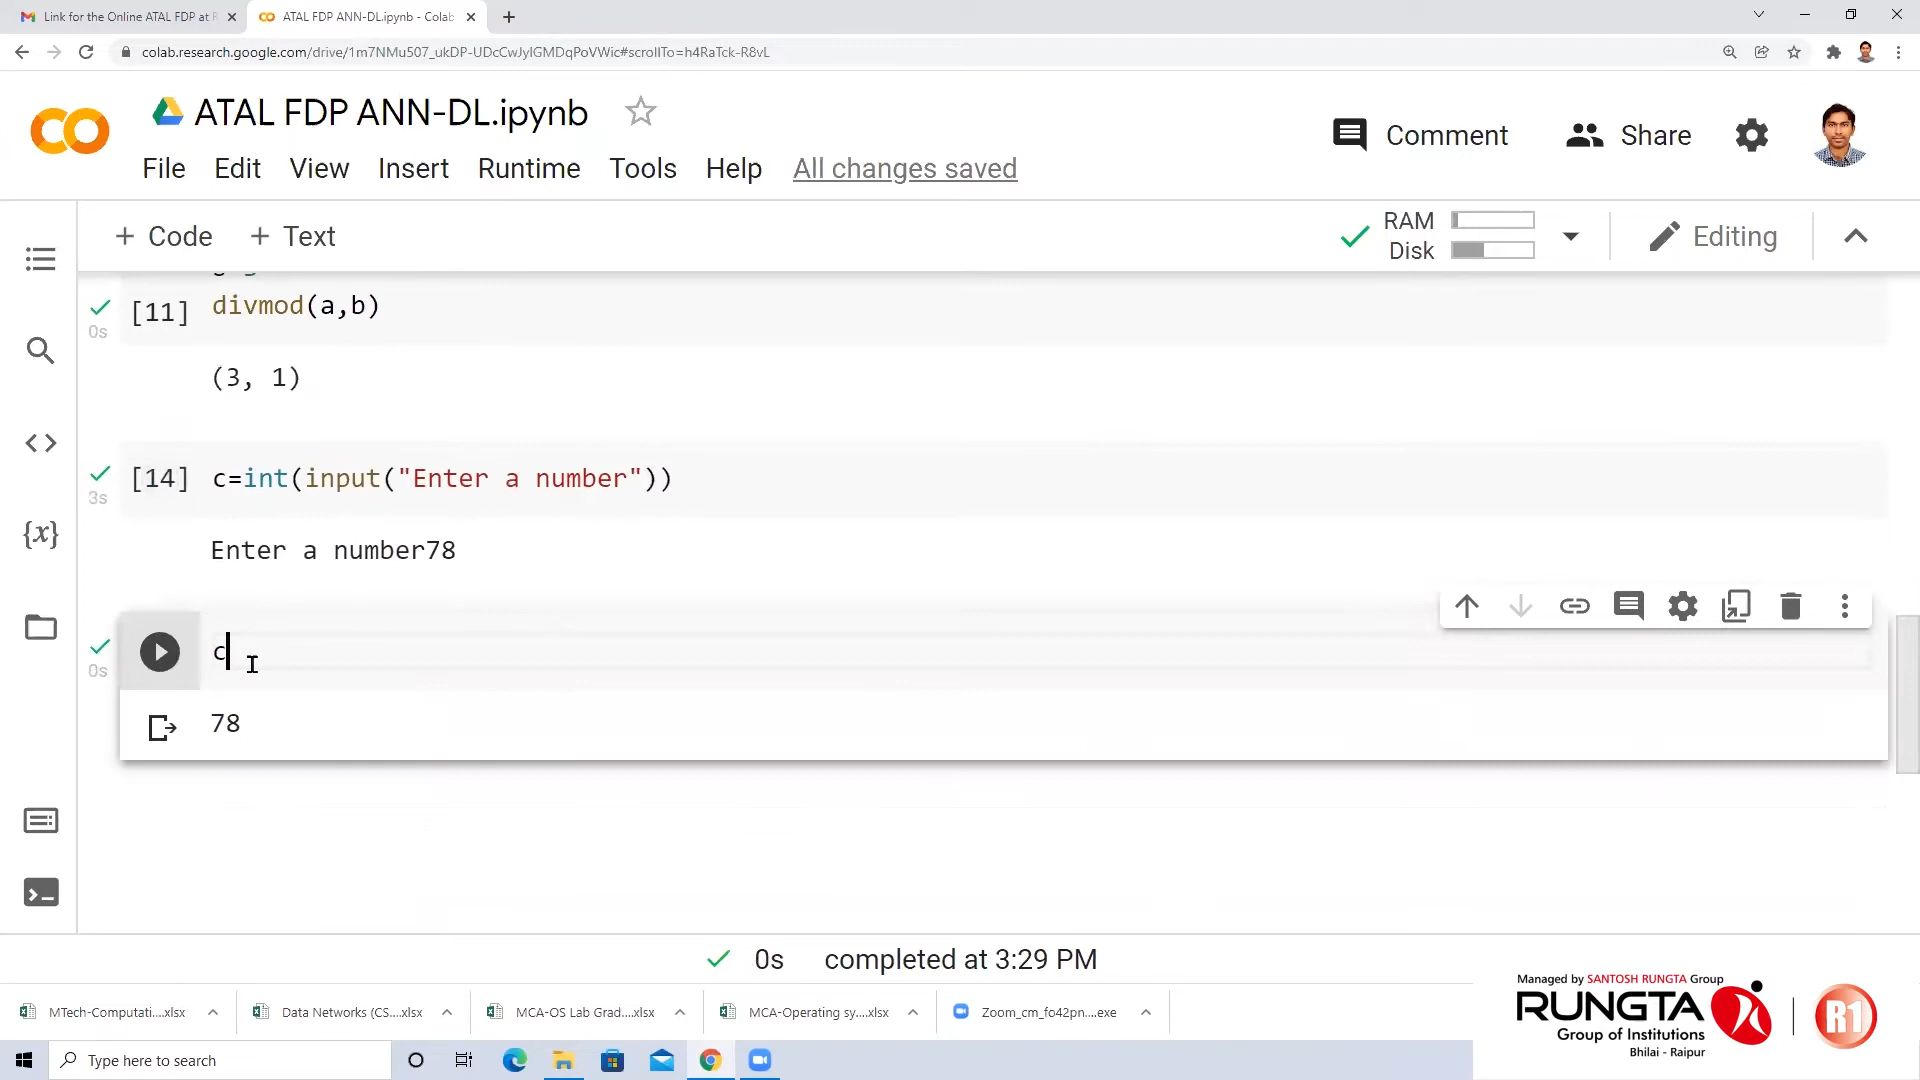 Link for the Online ATAL FDP at
ATAL FDP ANN-DL.ipynb - Colab
colab.research.google.com/drive/1m7NMu507_ukDP-UDcCwJyIGMDqPoVWic#scrollTo=h4RaTck-R8vL
ATAL FDP ANN-DL.ipynb
Comment
Share
File Edit View Insert Runtime Tools Help All changes saved
+ Code + Text
RAM
Disk
Editing
[11] divmod(a,b)
0s
(3, 1)
[14] c=int(input("Enter a number"))
3s
Enter a number78
{x}
c
0s
78
0s completed at 3:29 PM
Managed by SANTOSH RUNGTA Group
RUNGTA
Group of Institutions
Bhilai - Raipur
R1
MTech-Computati....xlsx
Data Networks (CS....xlsx
MCA-OS Lab Grad....xlsx
MCA-Operating sy....xlsx
Zoom_cm_fo42pn....exe
Type here to search